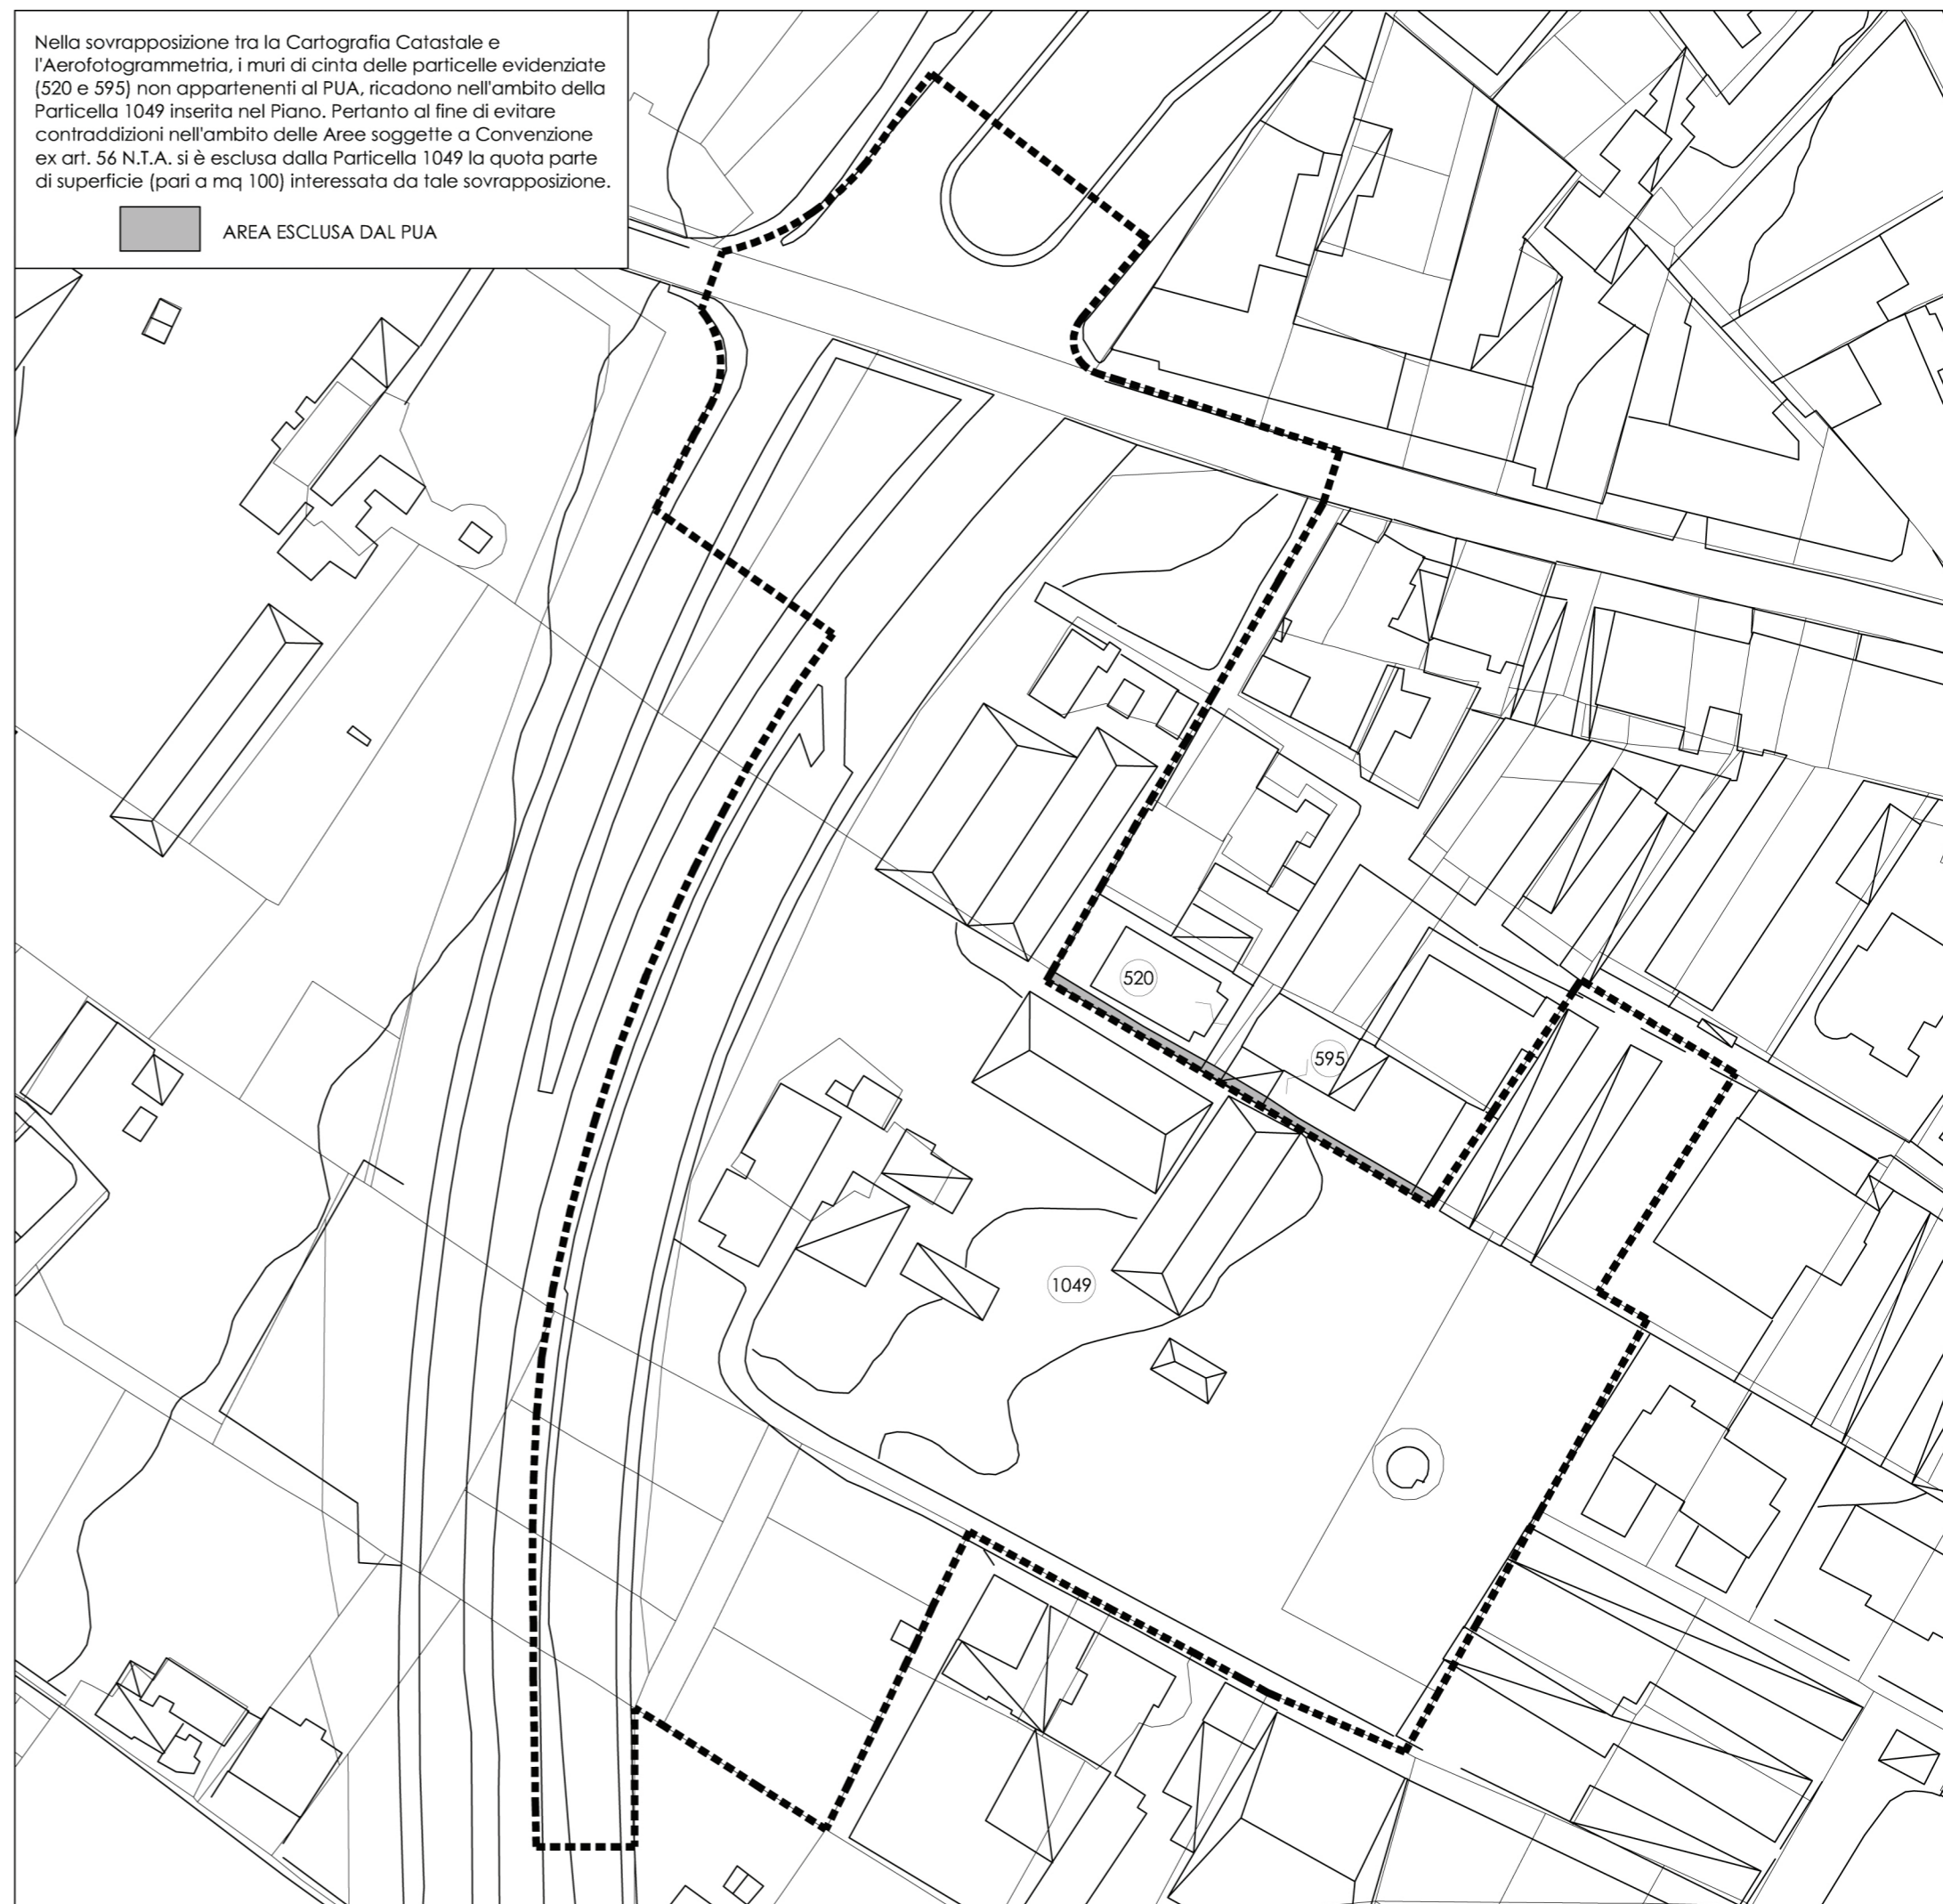 Nella sovrapposizione tra la Cartografia Catastale e
l'Aerofotogrammetria, i muri di cinta delle particelle evidenziate
(520 e 595) non appartenenti al PUA, ricadono nell'ambito della
Particella 1049 inserita nel Piano. Pertanto al fine di evitare
contraddizioni nell'ambito delle Aree soggette a Convenzione
ex art. 56 N.T.A. si è esclusa dalla Particella 1049 la quota parte
di superficie (pari a mq 100) interessata da tale sovrapposizione.
AREA ESCLUSA DAL PUA
520
595
1049